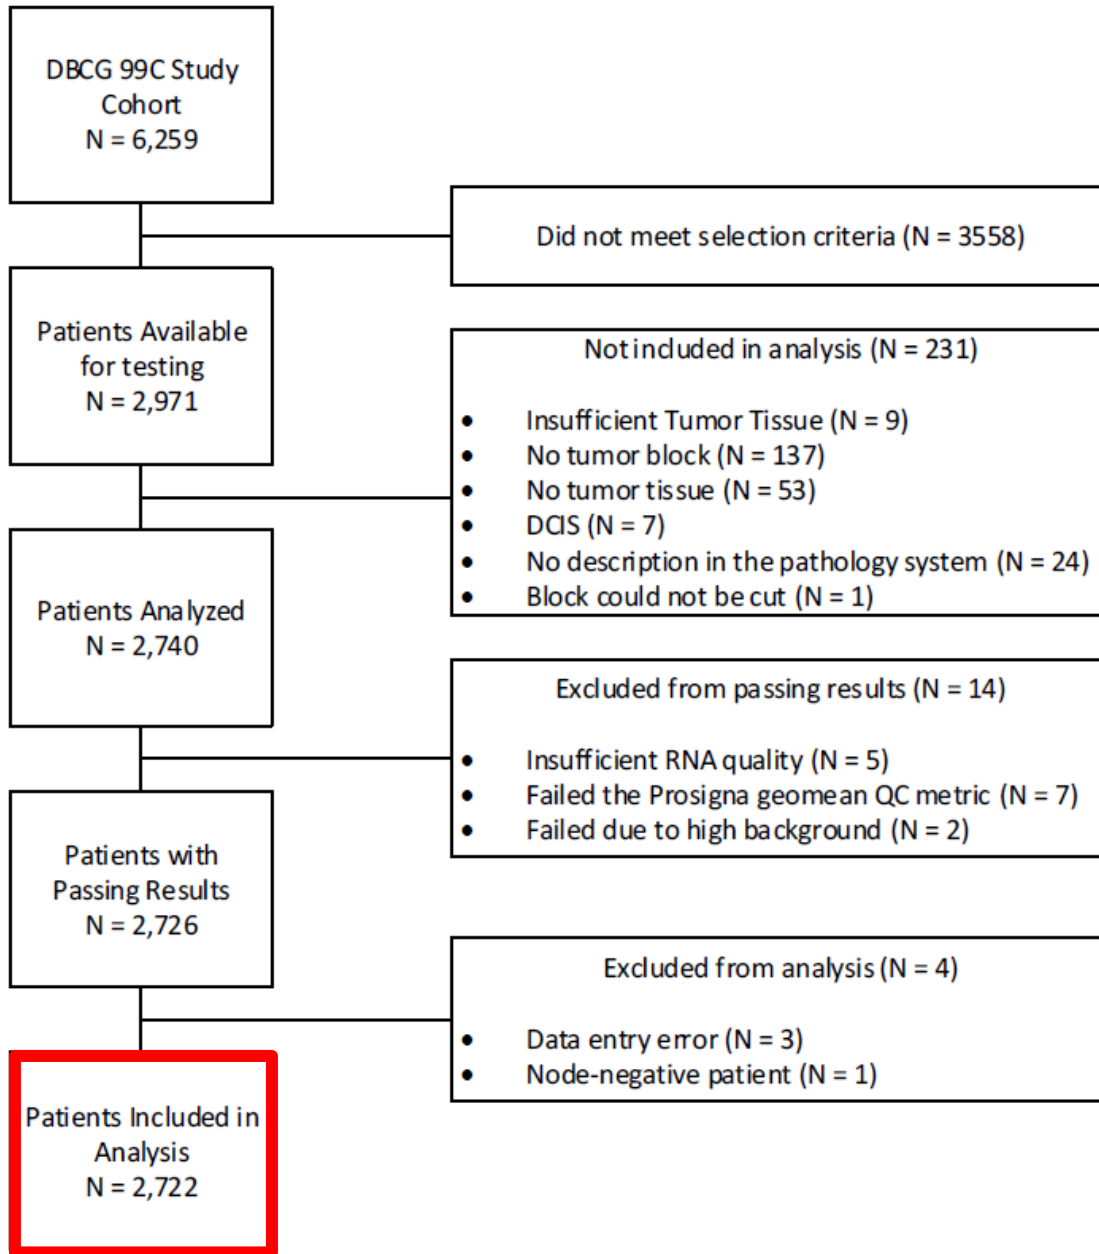 DBCG 99C Study
Cohort
N = 6,259
Did not meet selection criteria (N = 3558)
Patients Available
for testing
N = 2,971
Not included in analysis (N = 231)
• Insufficient Tumor Tissue (N = 9)
• No tumor block (N = 137)
• No tumor tissue (N = 53)
• DCIS (N = 7)
• No description in the pathology system (N = 24)
• Block could not be cut (N = 1)
Patients Analyzed
N = 2,740
Excluded from passing results (N = 14)
• Insufficient RNA quality (N = 5)
• Failed the Prosigna geomean QC metric (N = 7)
• Failed due to high background (N = 2)
Patients with
Passing Results
N = 2,726
Excluded from analysis (N = 4)
• Data entry error (N = 3)
• Node-negative patient (N = 1)
Patients Included in
Analysis
N = 2,722